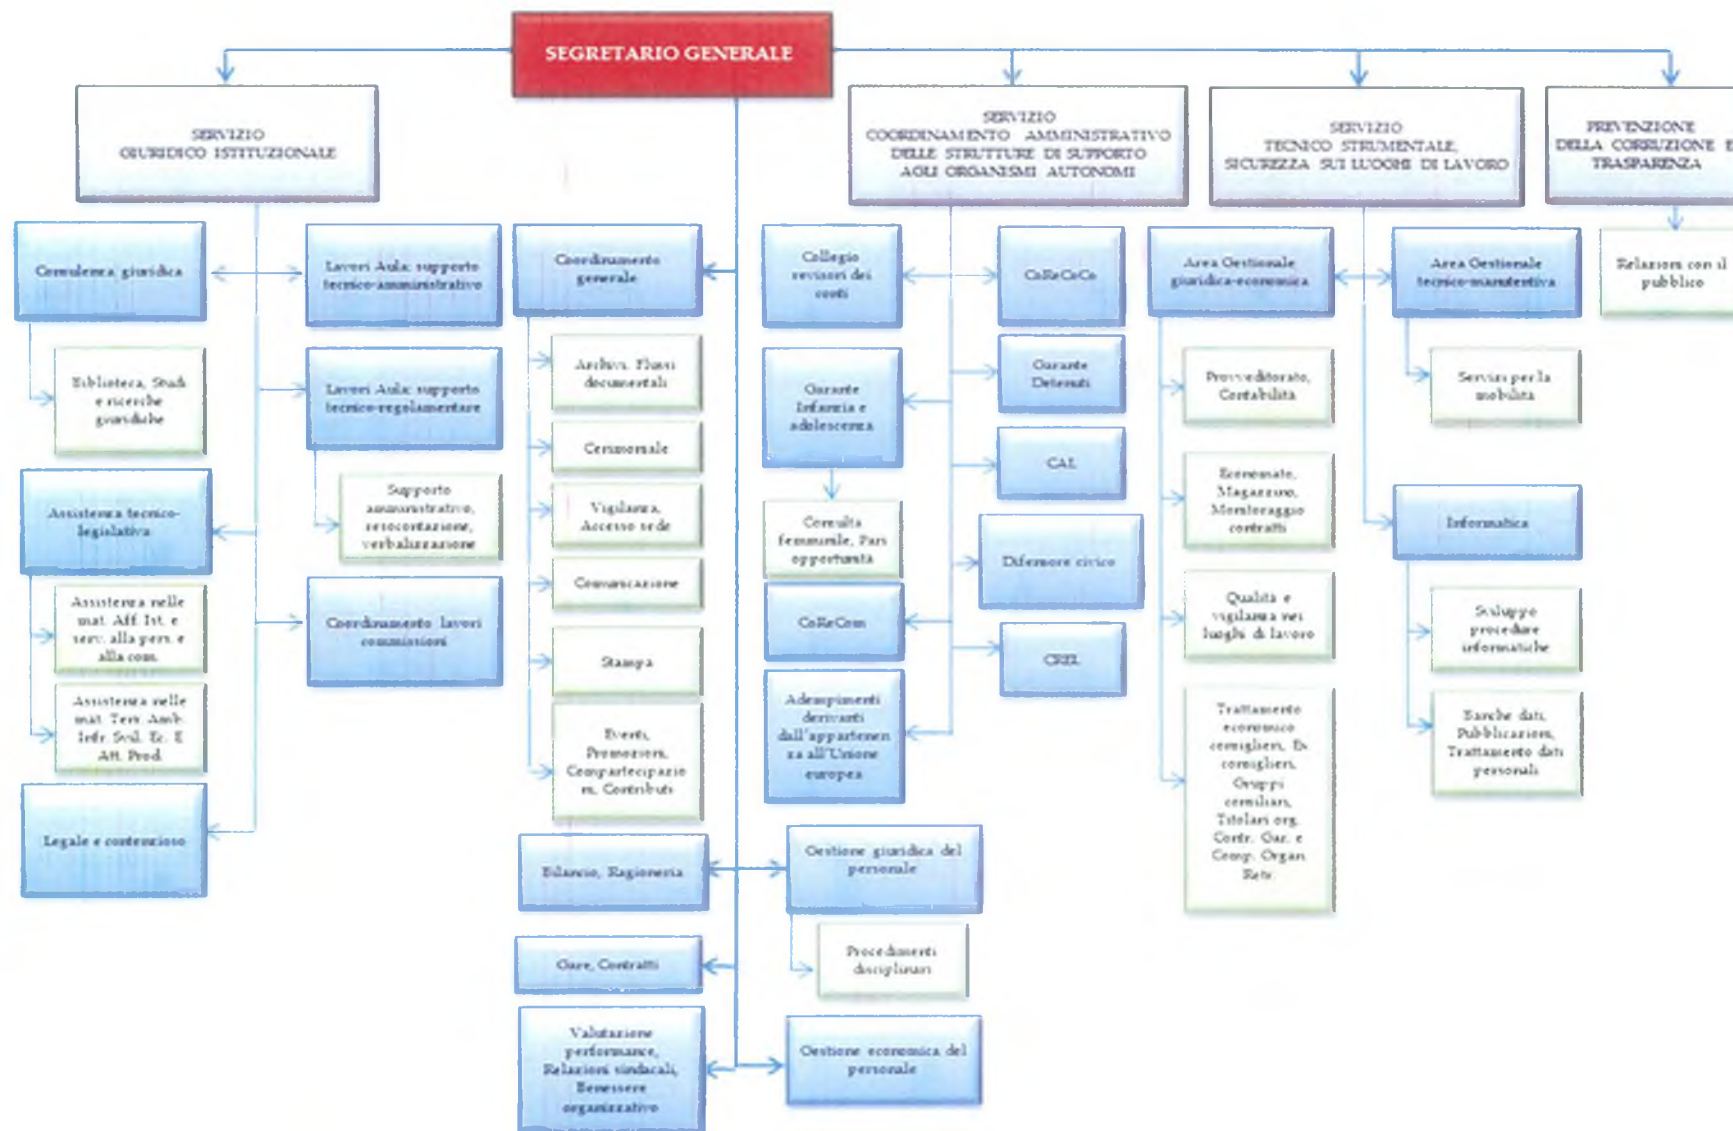 SEGRETARIO GENERALE
SERVIZIO
GIURIDICO ISTITUZIONALE
SERVIZIO
COORDINAMENTO AMMINISTRATIVO
DELLE STRUTTURE DI SUPPORTO
AGLI ORGANISMI AUTONOMI
SERVIZIO
TECNICO STRUMENTALE,
SICUREZZA SUI LUOGHI DI LAVORO
PREVENZIONE
DELLA CORRUZIONE E
TRASPARENZA
Consulenza giuridica
Biblioteca, Studi
e ricerche
giuridiche
Assistenza tecnico-
legislativa
Assistenza nelle
mat. Aff. Ist. e
serv. alla pers. e
alla com.
Assistenza nelle
mat. Terr. Amb.
Infr. Svil. Ec. E
Att. Prod.
Legale e contenzioso
Lavori Aula: supporto
tecnico-amministrativo
Lavori Aula: supporto
tecnico-regolamentare
Supporto
amministrativo,
resocontazione,
verbalizzazione
Coordinamento lavori
commissioni
Coordinamento
generale
Archivi, Flussi
documentali
Cerimoniale
Vigilanza,
Accesso sede
Comunicazione
Stampa
Eventi,
Promozioni,
Compartecipazio
ni, Contributi
Bilancio, Ragioneria
Gare, Contratti
Valutazione
performance,
Relazioni sindacali,
Benessere
organizzativo
Gestione giuridica del
personale
Procedimenti
disciplinari
Gestione economica del
personale
Collegio
revisori dei
conti
Garante
Infanzia e
adolescenza
Consulta
femminile, Pari
opportunità
CoReCom
Adempimenti
derivanti
dall'appartenen
za all'Unione
europea
CoReCoCo
Garante
Detenuti
CAL
Difensore civico
CREL
Area Gestionale
giuridica-economica
Provveditorato,
Contabilità
Economato,
Magazzino,
Monitoraggio
contratti
Qualità e
vigilanza nei
luoghi di lavoro
Trattamento
economico
consiglieri, Ex
consiglieri,
Gruppi
consiliari,
Titolari org.
Contr. Gar. e
Comp. Organi
Area Gestionale
tecnico-manutentiva
Servizi per la
mobilità
Informatica
Sviluppo
procedure
informatiche
Banche dati,
Pubblicazioni,
Trattamento dati
personali
Relazioni con il
pubblico